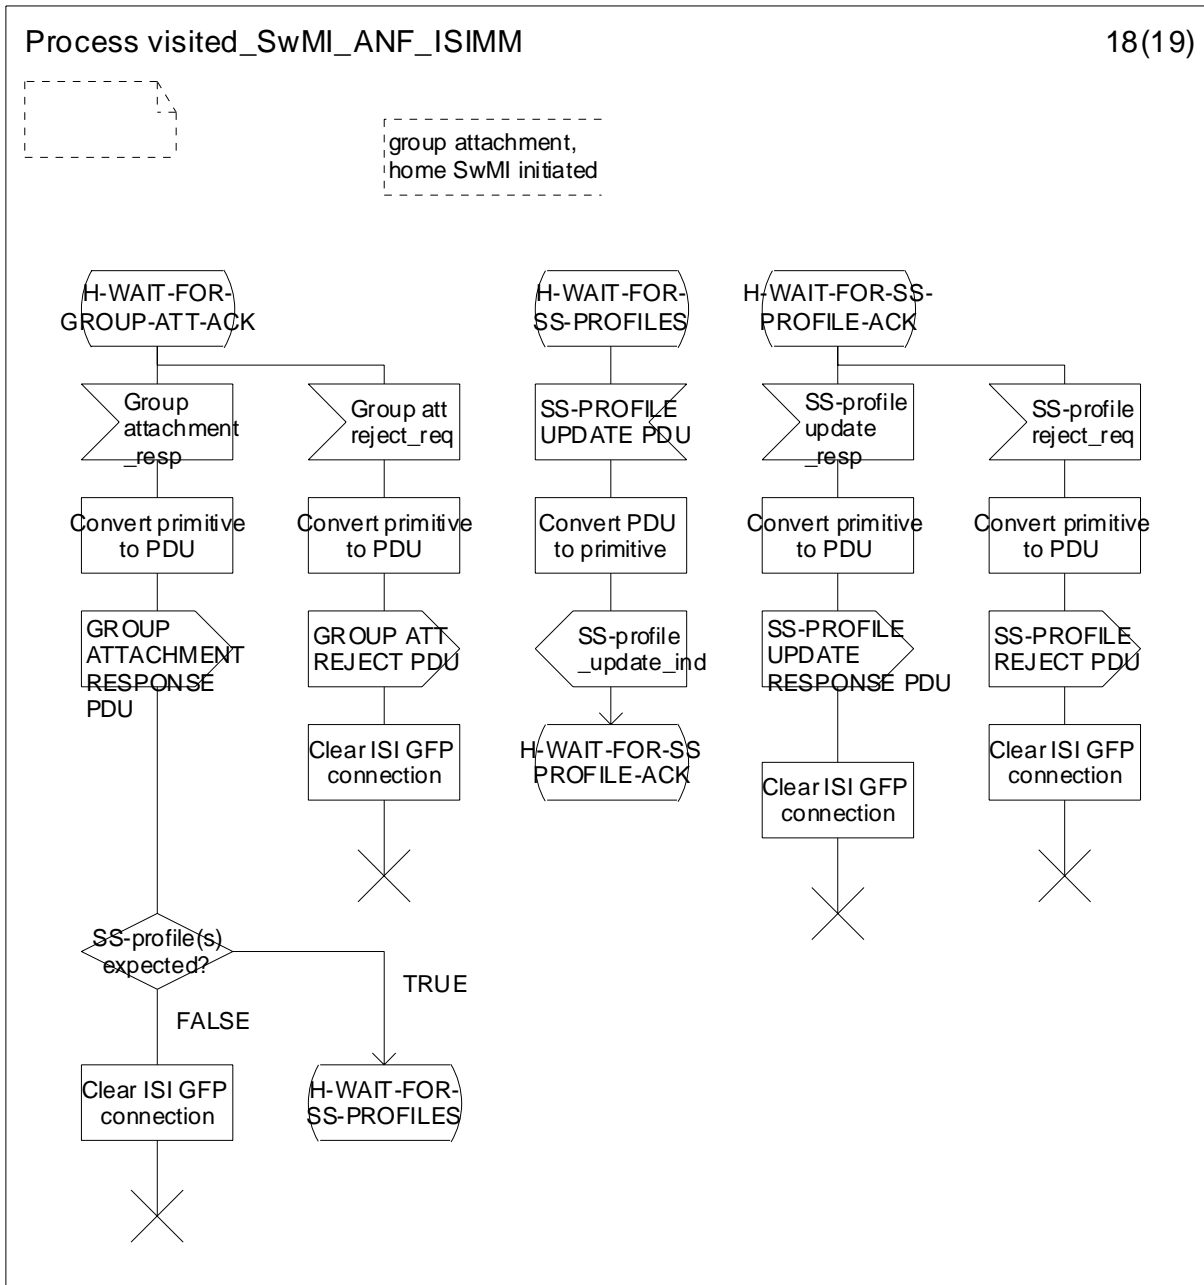 Process visited_SwMI_ANF_ISIMM
18(19)
group attachment,
home SwMI initiated
H-WAIT-FOR-
GROUP-ATT-ACK
Group
attachment
_resp
Convert primitive
to PDU
GROUP
ATTACHMENT
RESPONSE
PDU
SS-profile(s)
expected?
TRUE
FALSE
Clear ISI GFP
connection
H-WAIT-FOR-
SS-PROFILES
Group att
reject_req
Convert primitive
to PDU
GROUP ATT
REJECT PDU
Clear ISI GFP
connection
H-WAIT-FOR-
SS-PROFILES
SS-PROFILE
UPDATE PDU
Convert PDU
to primitive
SS-profile
_update_ind
H-WAIT-FOR-SS
PROFILE-ACK
H-WAIT-FOR-SS-
PROFILE-ACK
SS-profile
update
_resp
Convert primitive
to PDU
SS-PROFILE
UPDATE
RESPONSE PDU
Clear ISI GFP
connection
SS-profile
reject_req
Convert primitive
to PDU
SS-PROFILE
REJECT PDU
Clear ISI GFP
connection